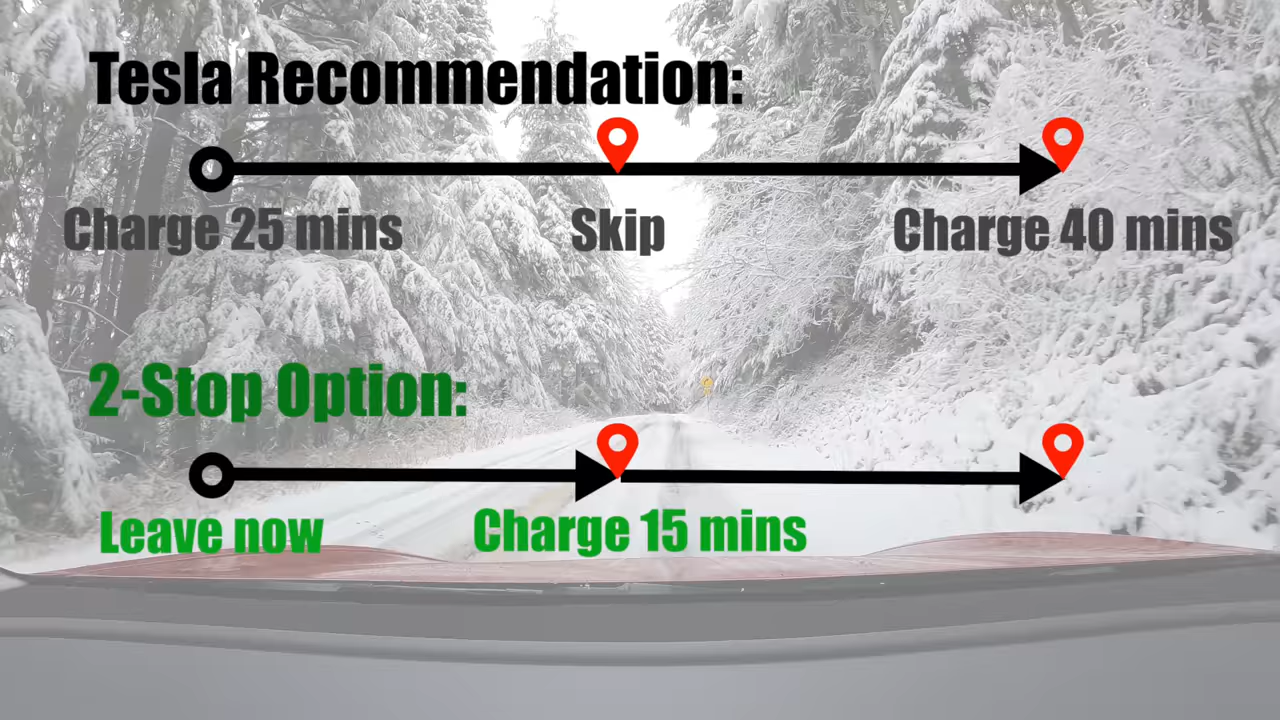 Tesla Recommendation:
Charge 25 mins
Skip
Charge 40 mins
2-Stop Option:
Leave now
Charge 15 mins